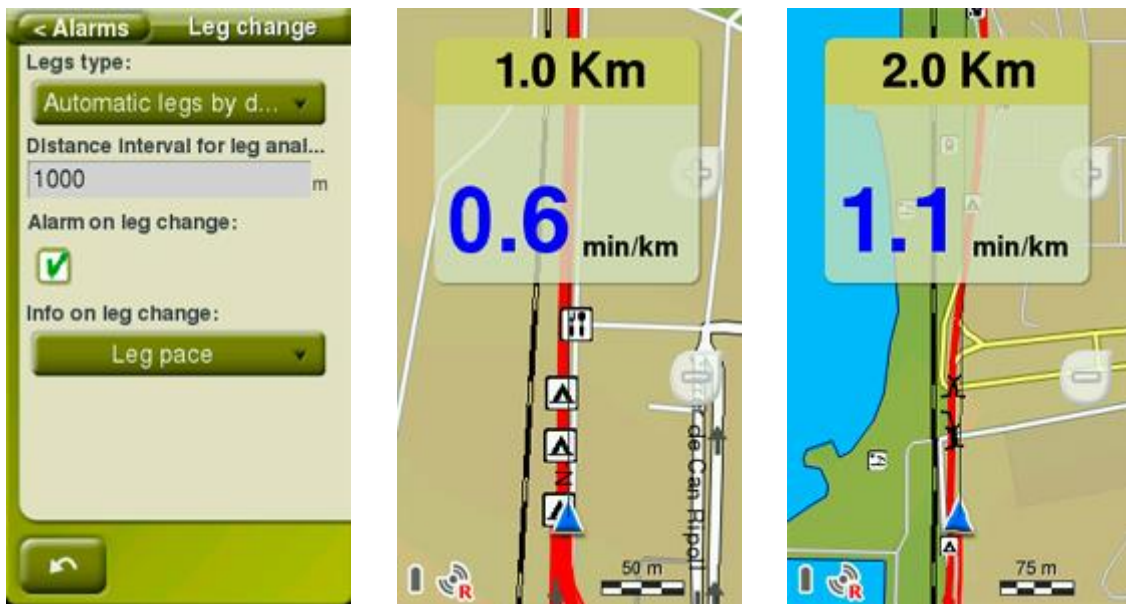 < Alarms
Leg change
Legs type:
Automatic legs by d...
Distance interval for leg anal...
1000
m
Alarm on leg change:
Info on leg change:
Leg pace
1.0 Km
0.6 min/km
de Can Ripoll
N
50 m
R
2.0 Km
1.1 min/km
75 m
R